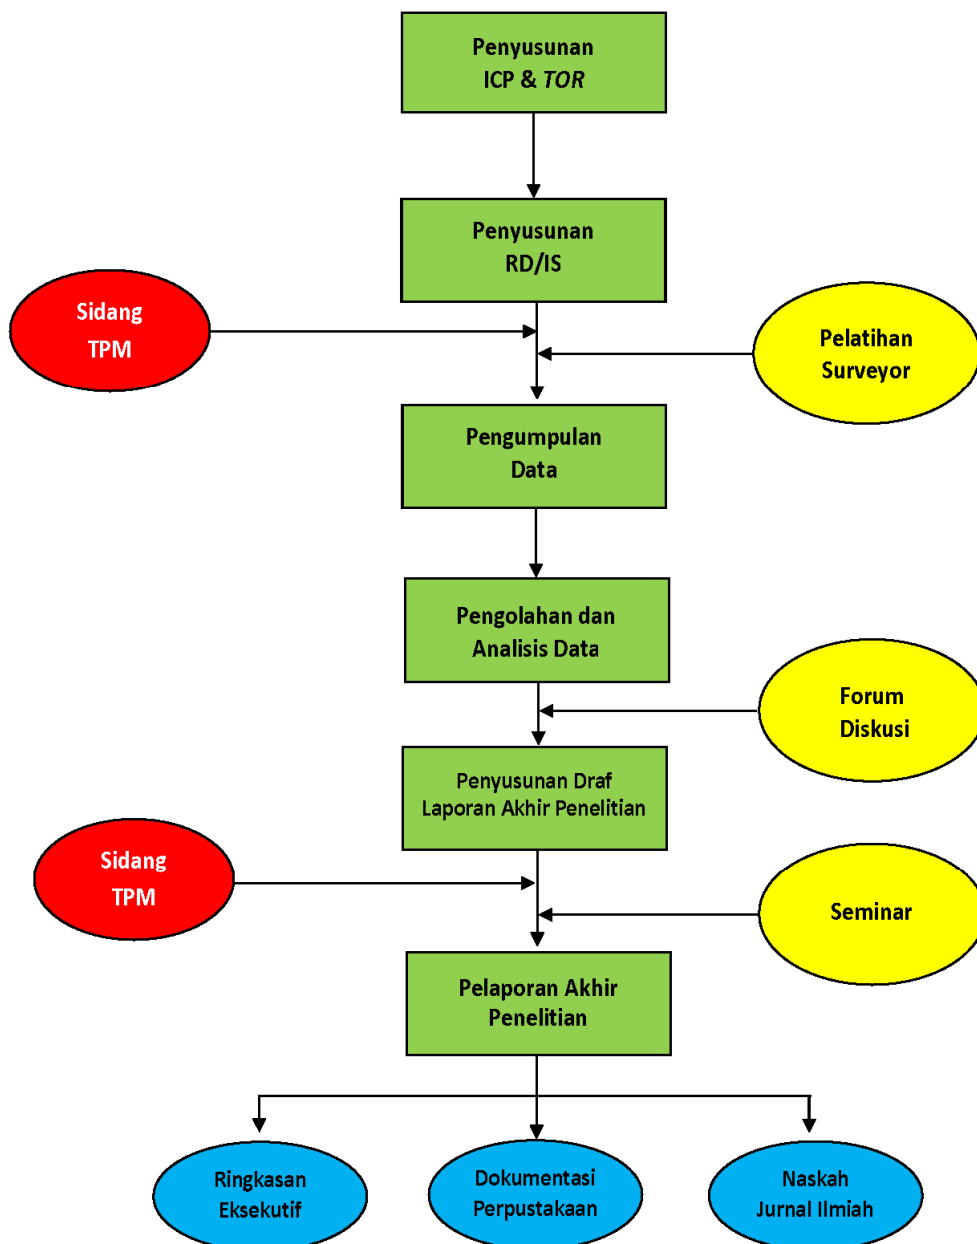 Penyusunan
ICP & TOR
Penyusunan
RD/IS
Sidang
TPM
Pelatihan
Surveyor
Pengumpulan
Data
Pengolahan dan
Analisis Data
Forum
Diskusi
Penyusunan Draf
Laporan Akhir Penelitian
Sidang
TPM
Seminar
Pelaporan Akhir
Penelitian
Ringkasan
Eksekutif
Dokumentasi
Perpustakaan
Naskah
Jurnal Ilmiah